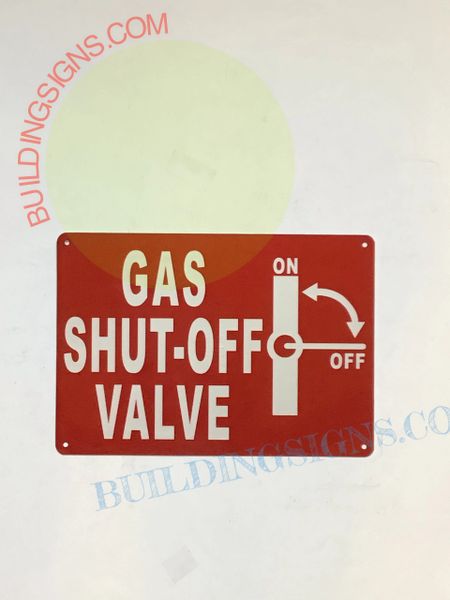 BUILDINGSIGNS.COM
GAS
SHUT-OFF
VALVE
ON
OFF
BUILDINGSIGNS.CO